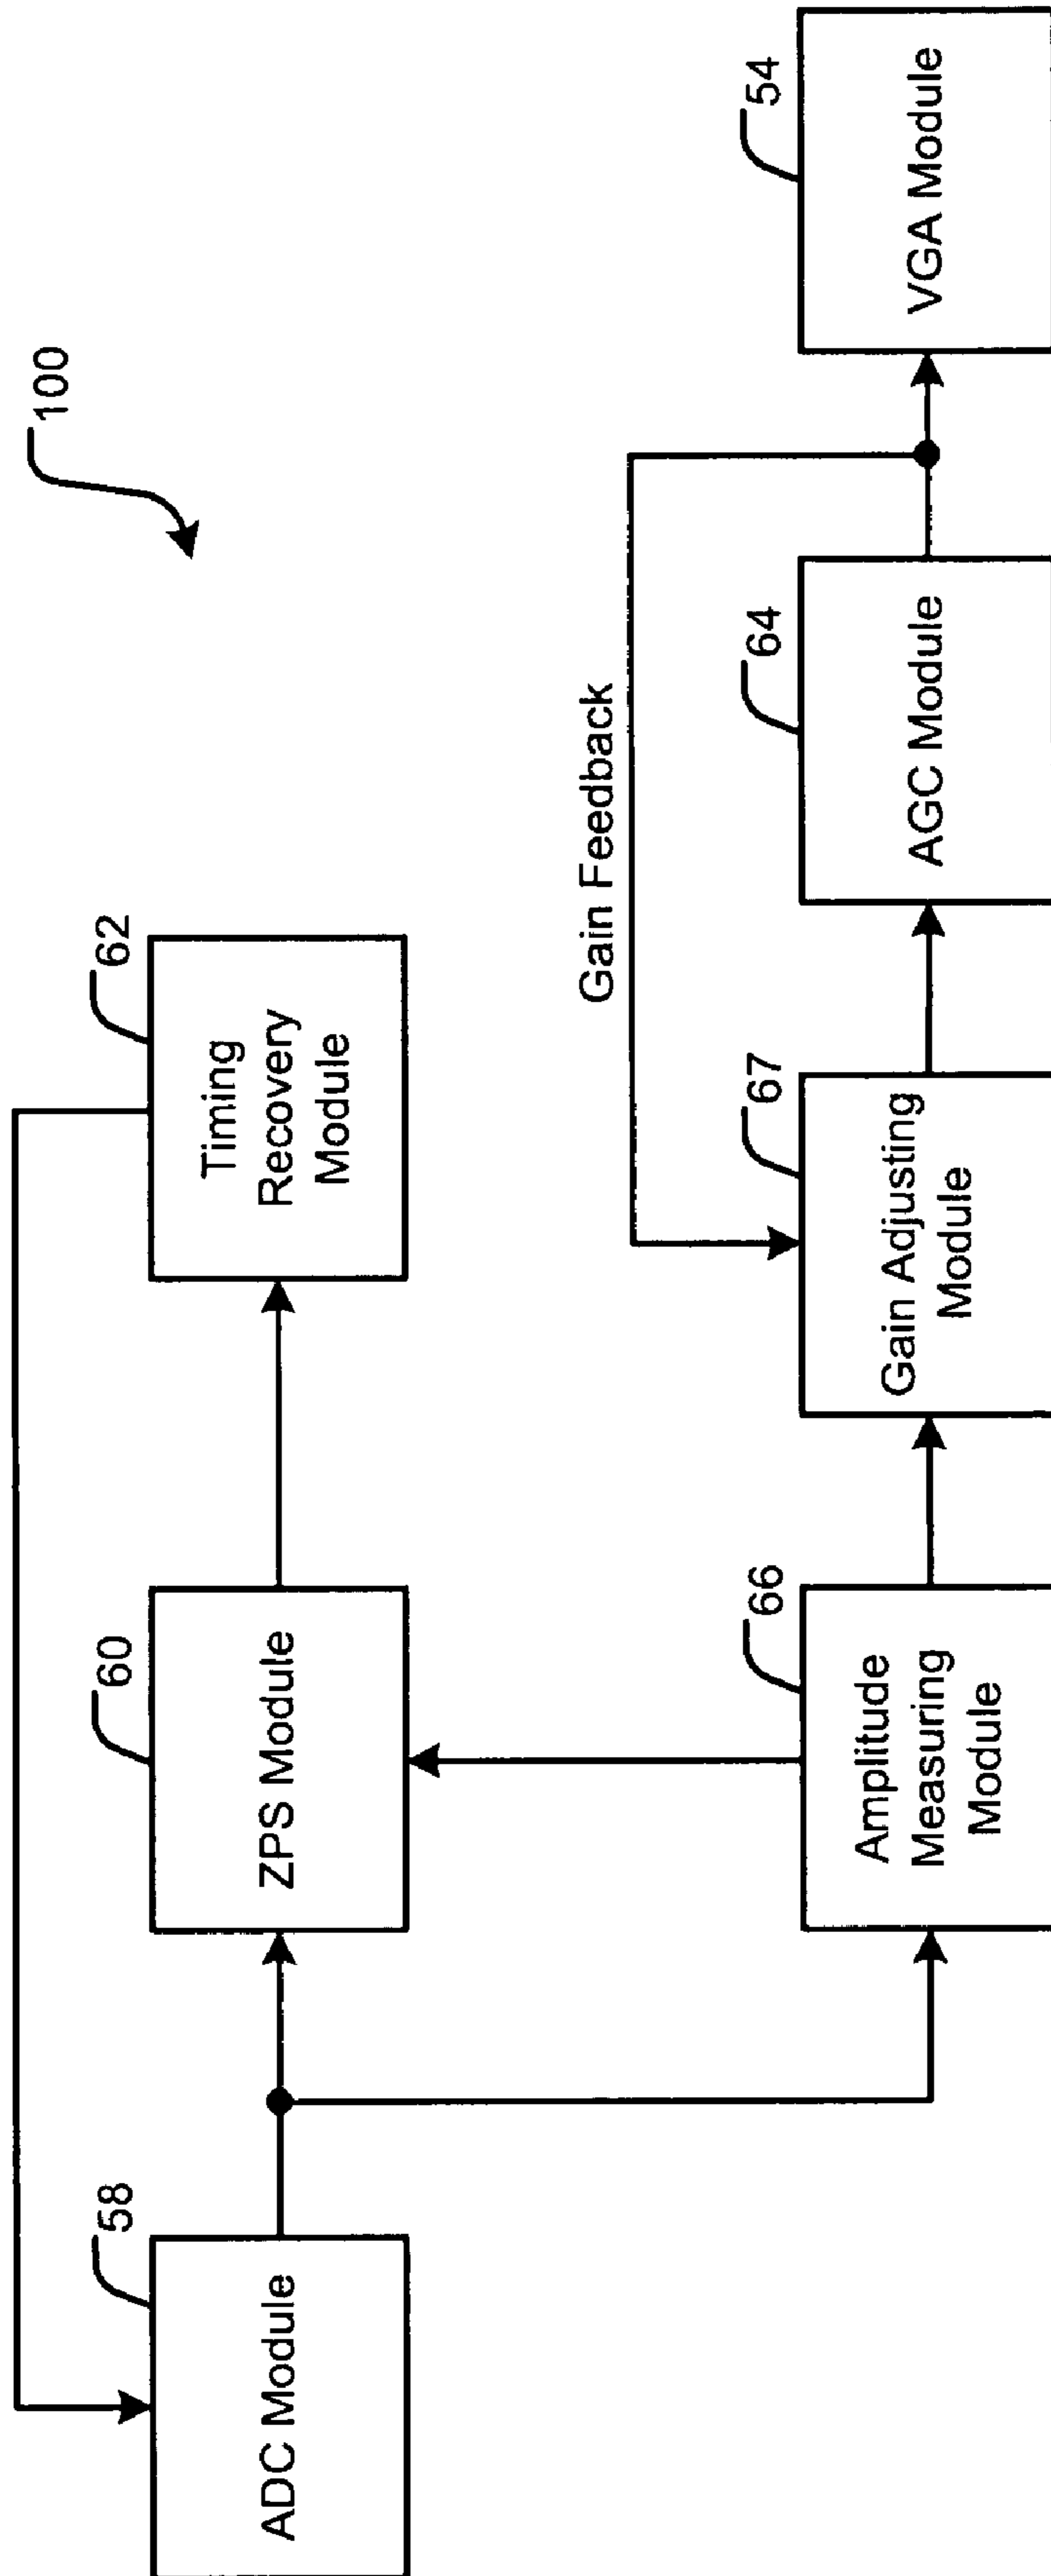 100
58
ADC Module
60
ZPS Module
62
Timing
Recovery
Module
Gain Feedback
66
Amplitude
Measuring
Module
67
Gain Adjusting
Module
64
AGC Module
54
VGA Module